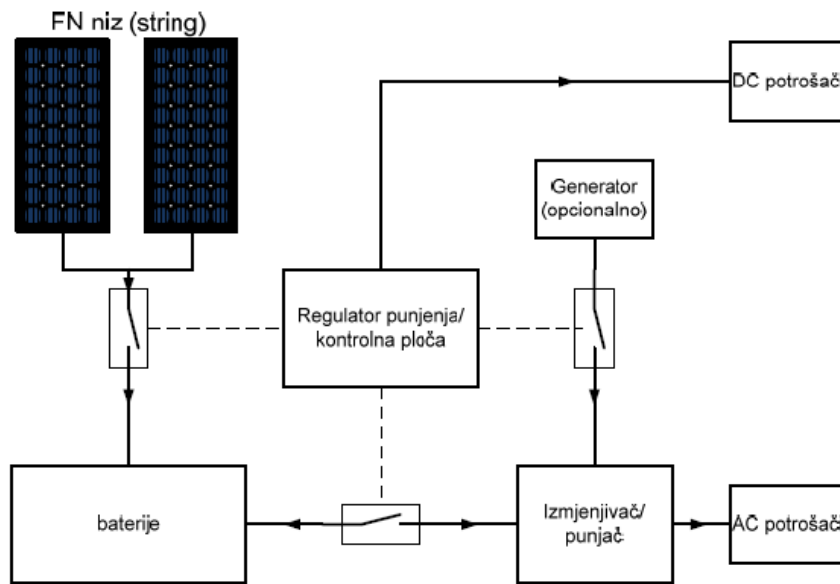 FN niz (string)
DC potrošač
Generator
(opcionalno)
Regulator punjenja/
kontrolna ploča
baterije
Izmjenjivač/
punjač
AC potrošač